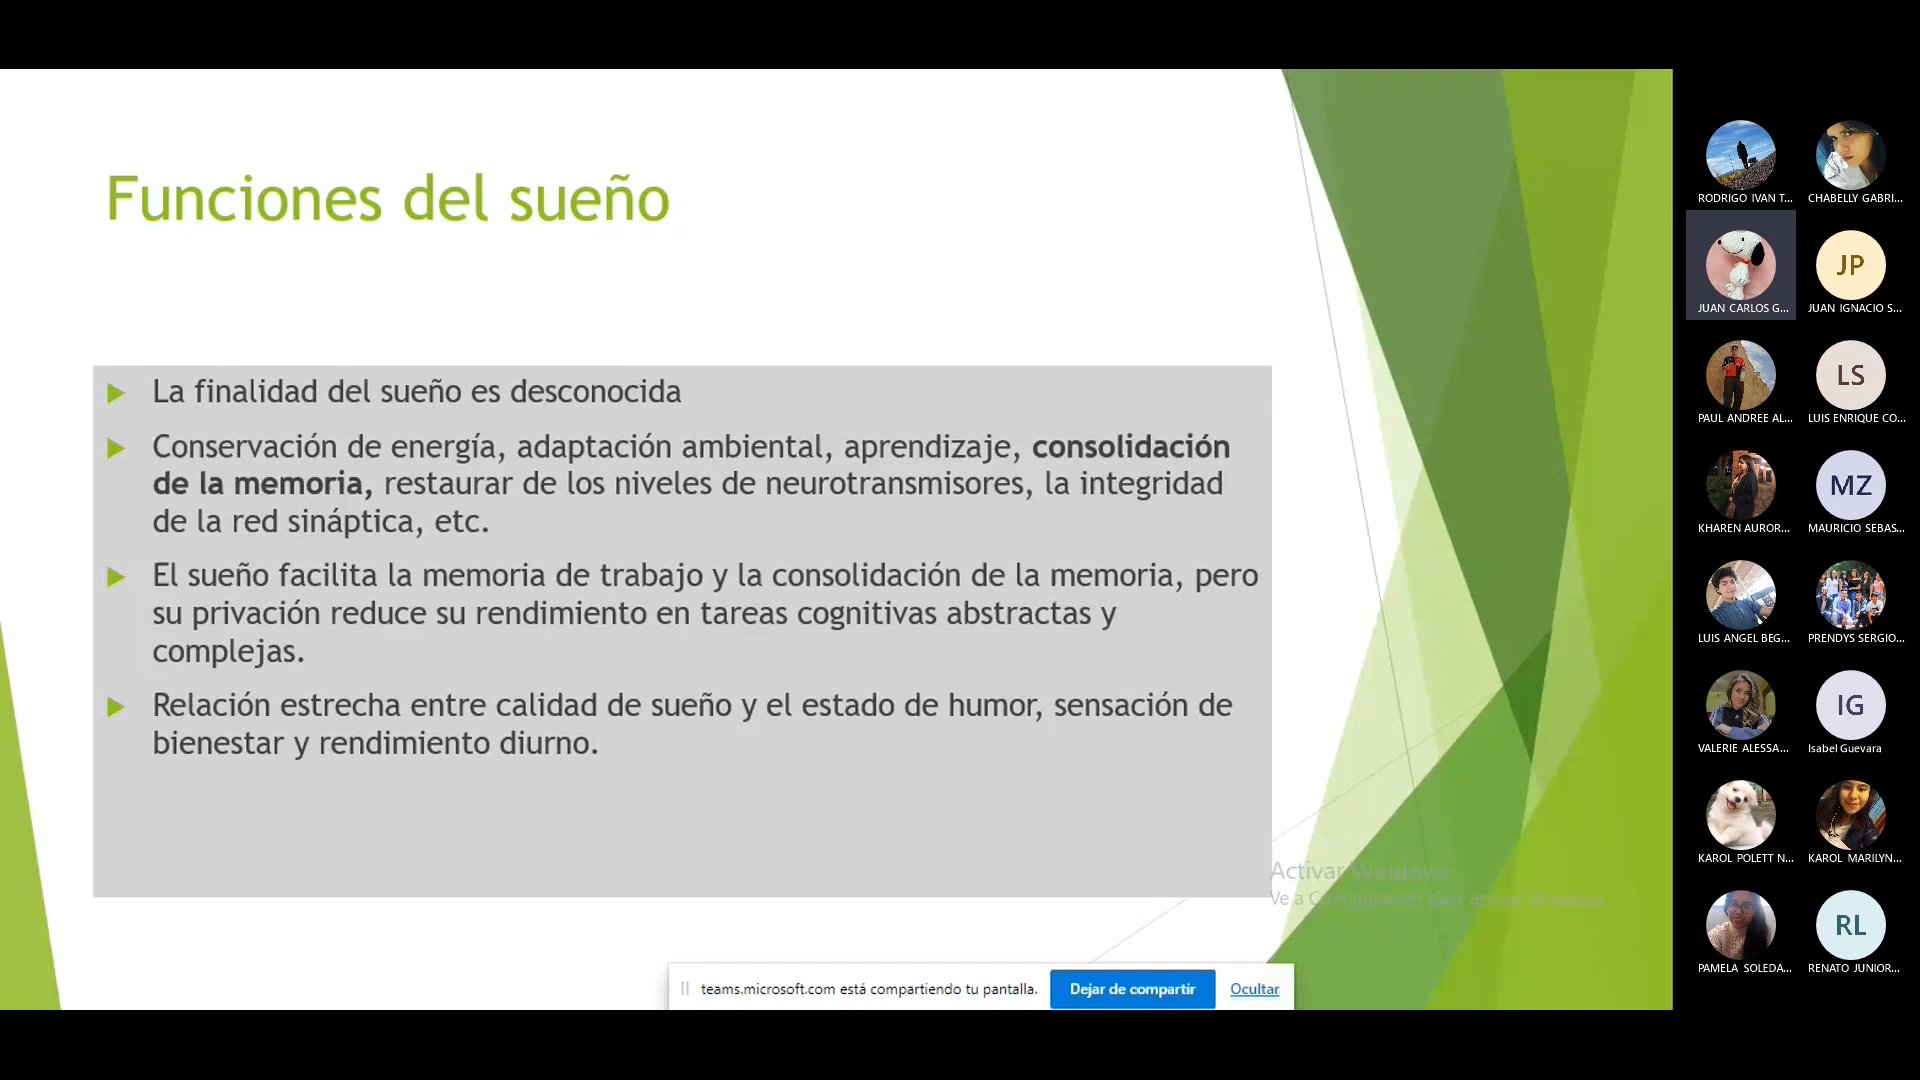 Funciones del sueño
La finalidad del sueño es desconocida
Conservación de energía, adaptación ambiental, aprendizaje, consolidación
de la memoria, restaurar de los niveles de neurotransmisores, la integridad
de la red sináptica, etc.
El sueño facilita la memoria de trabajo y la consolidación de la memoria, pero
su privación reduce su rendimiento en tareas cognitivas abstractas y
complejas.
Relación estrecha entre calidad de sueño y el estado de humor, sensación de
bienestar y rendimiento diurno.
Activar Windows
Ve a Configuración para activar Windows.
teams.microsoft.com está compartiendo tu pantalla.
Dejar de compartir
Ocultar
RODRIGO IVAN T...
CHABELLY GABRI...
JUAN CARLOS G...
JP
JUAN IGNACIO S...
PAUL ANDREE AL...
LS
LUIS ENRIQUE CO...
KHAREN AUROR...
MZ
MAURICIO SEBAS...
LUIS ANGEL BEG...
PRENDYS SERGIO...
VALERIE ALESSA...
IG
Isabel Guevara
KAROL POLETT N...
KAROL MARILYN...
PAMELA SOLEDA...
RL
RENATO JUNIOR...